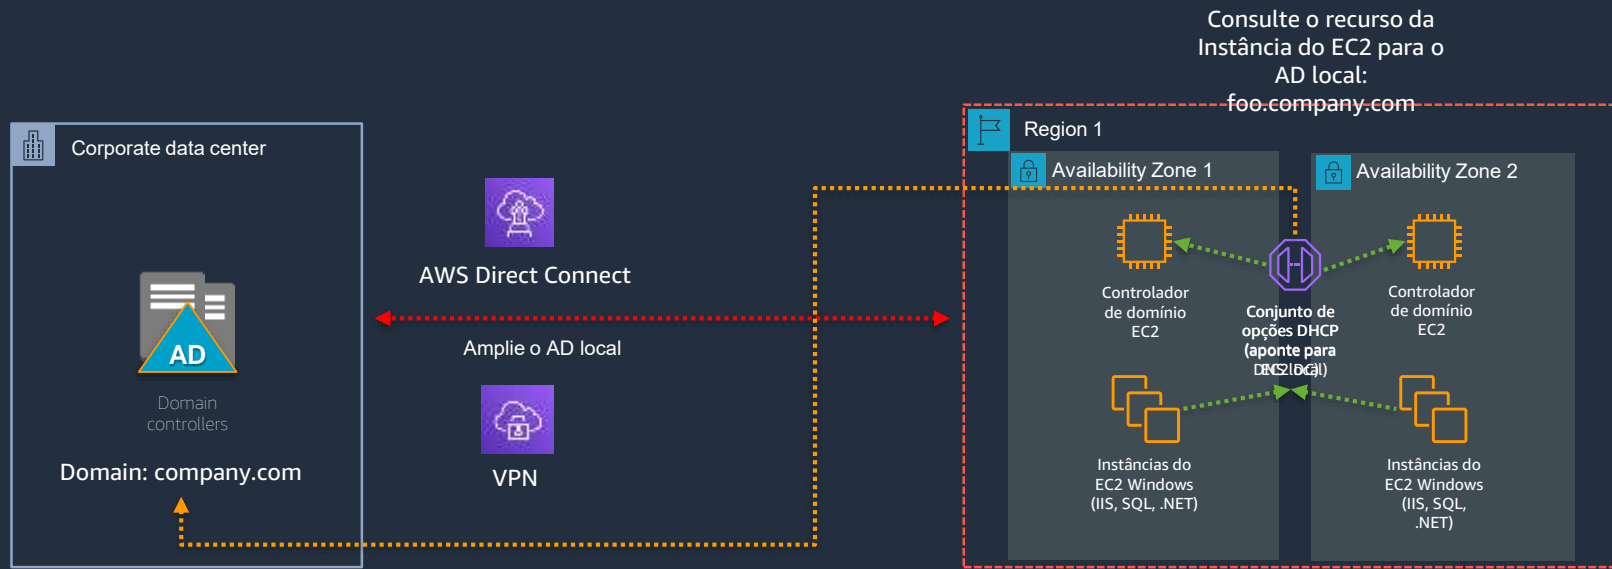 Consulte o recurso da
Instância do EC2 para o
AD local:
foo.company.com
Corporate data center
Region 1
Availability Zone 1
Availability Zone 2
AWS Direct Connect
Amplie o AD local
VPN
AD
Domain
controllers
Domain: company.com
Controlador
de domínio
EC2
Conjunto de
opções DHCP
(aponte para
Controlador
de domínio
EC2
Instâncias do
EC2 Windows
(IIS, SQL, .NET)
Instâncias do
EC2 Windows
(IIS, SQL,
.NET)